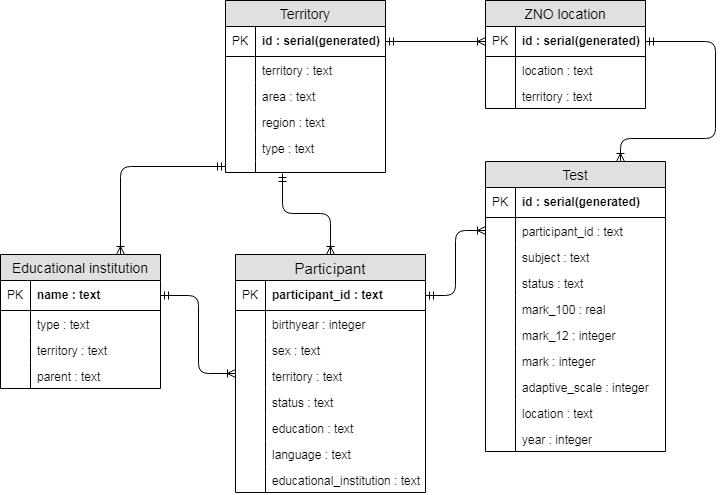 Territory
PK id : serial(generated)
territory : text
area : text
region : text
type : text
ZNO location
PK id : serial(generated)
location : text
territory : text
Test
PK id : serial(generated)
participant_id : text
subject : text
status : text
mark_100 : real
mark_12 : integer
mark : integer
adaptive_scale : integer
location : text
year : integer
Educational institution
PK name : text
type : text
territory : text
parent : text
Participant
PK participant_id : text
birthyear : integer
sex : text
territory : text
status : text
education : text
language : text
educational_institution : text